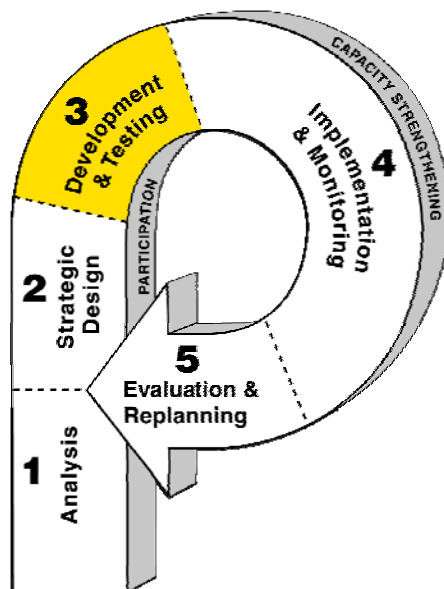 1
Analysis
2
Strategic
Design
3
Development
& Testing
4
Implementation
& Monitoring
5
Evaluation &
Replanning
PARTICIPATION
CAPACITY STRENGTHENING